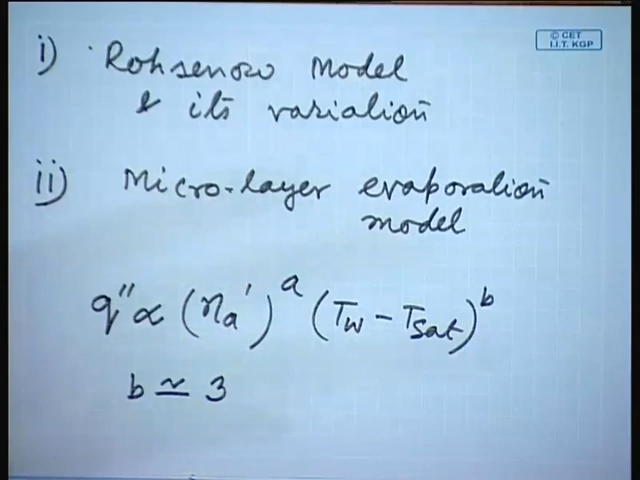 © CET
I.I.T. KGP
i) Rohsenow Model
& its variation
ii) Micro-layer evaporation
model
q'' ∝ (na')^a (Tw - Tsat)^b
b ≃ 3